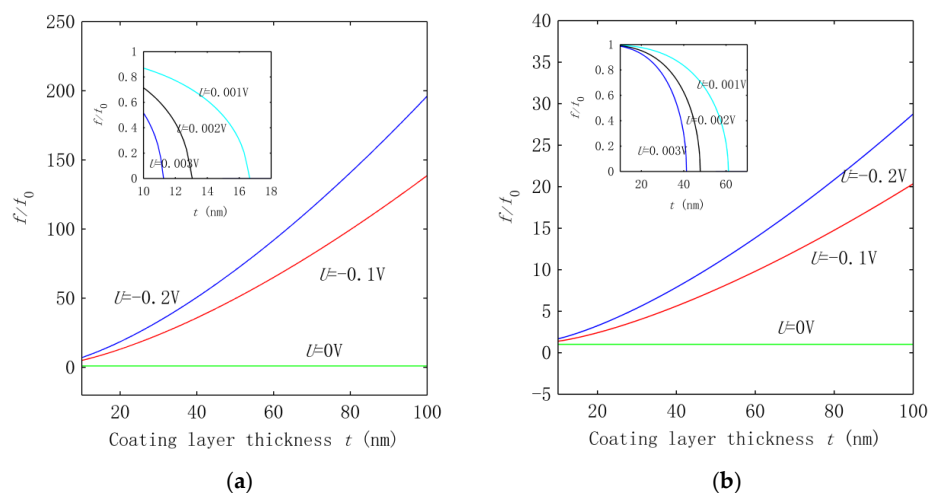 250
200
150
100
50
0
f/f0
20 40 60 80 100
Coating layer thickness t (nm)
U=-0.2V
U=-0.1V
U=0V
1
0.8
0.6
0.4
0.2
0
f/f0
10 12 14 16 18
t (nm)
U=0.001V
U=0.002V
U=0.003V
(a)
40
35
30
25
20
15
10
5
0
-5
f/f0
20 40 60 80 100
Coating layer thickness t (nm)
U=-0.2V
U=-0.1V
U=0V
1
0.8
0.6
0.4
0.2
0
f/f0
20 40 60
t (nm)
U=0.001V
U=0.002V
U=0.003V
(b)